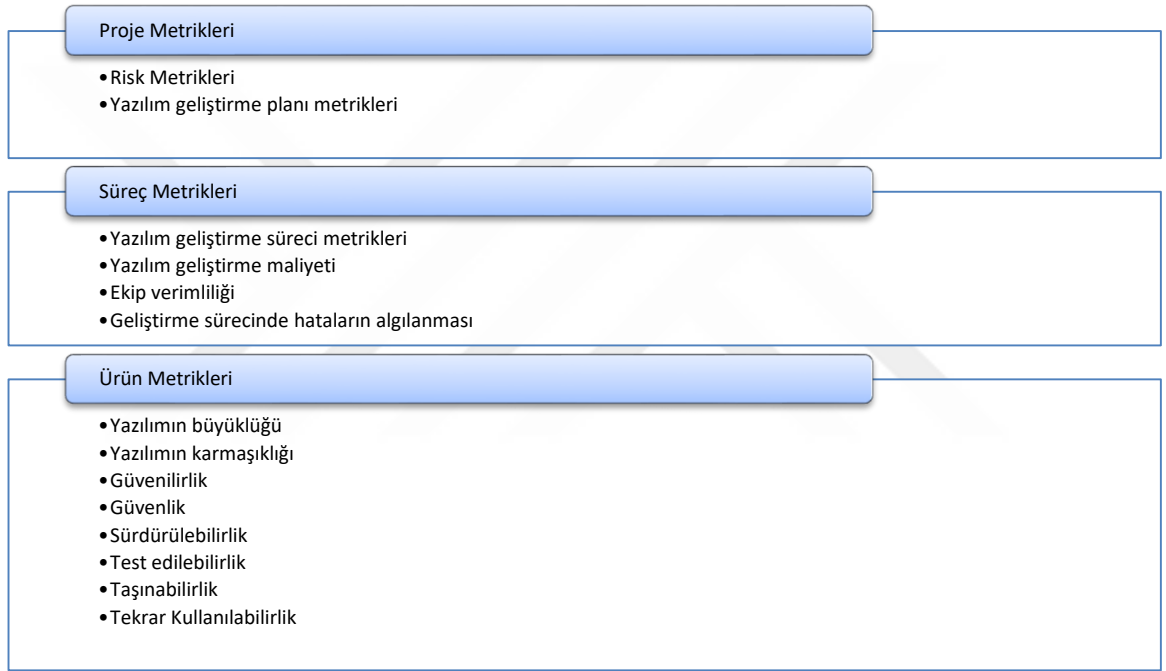 Proje Metrikleri
•Risk Metrikleri
•Yazılım geliştirme planı metrikleri
Süreç Metrikleri
•Yazılım geliştirme süreci metrikleri
•Yazılım geliştirme maliyeti
•Ekip verimliliği
•Geliştirme sürecinde hataların algılanması
Ürün Metrikleri
•Yazılımın büyüklüğü
•Yazılımın karmaşıklığı
•Güvenilirlik
•Güvenlik
•Sürdürülebilirlik
•Test edilebilirlik
•Taşınabilirlik
•Tekrar Kullanılabilirlik